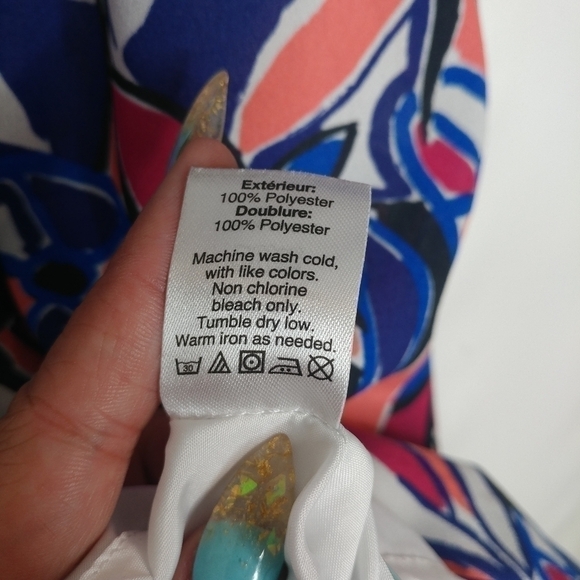 Extérieur:
100% Polyester
Doublure:
100% Polyester
Machine wash cold,
with like colors.
Non chlorine
bleach only.
Tumble dry low.
Warm iron as needed.
30